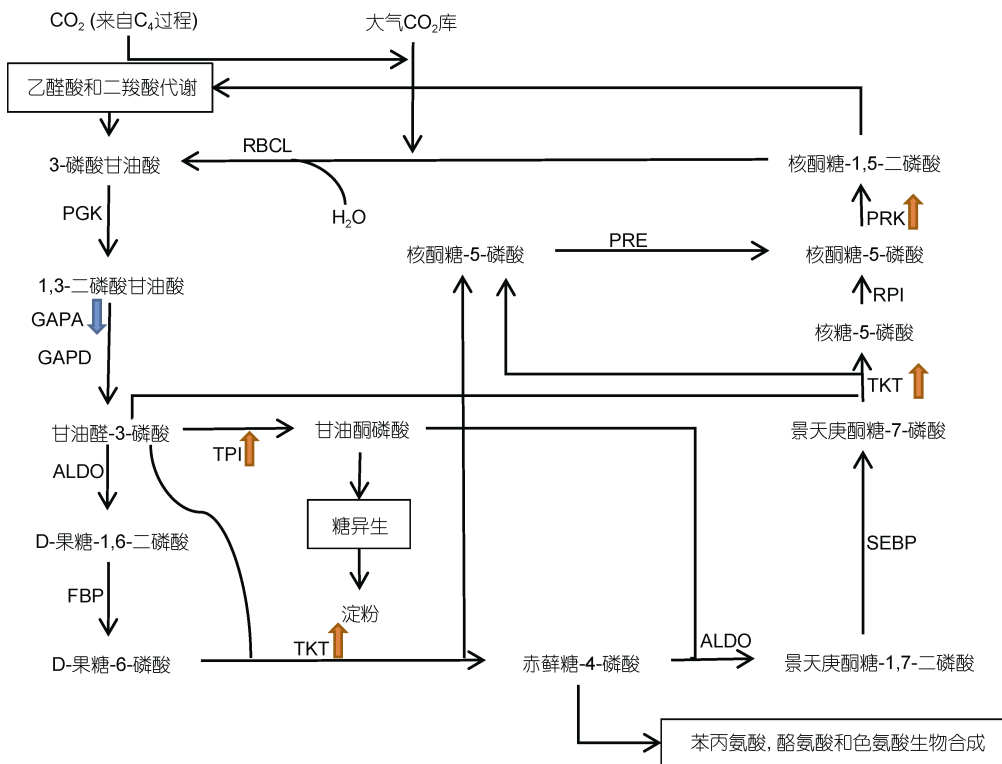 CO₂ (来自C₄过程)
大气CO₂库
乙醛酸和二羧酸代谢
RBCL
3-磷酸甘油酸
核酮糖-1,5-二磷酸
PGK
H₂O
PRK
核酮糖-5-磷酸
PRE
核酮糖-5-磷酸
1,3-二磷酸甘油酸
RPI
GAPA
核糖-5-磷酸
GAPD
TKT
甘油醛-3-磷酸
甘油酮磷酸
景天庚酮糖-7-磷酸
TPI
ALDO
糖异生
D-果糖-1,6-二磷酸
SEBP
FBP
淀粉
TKT
ALDO
D-果糖-6-磷酸
赤藓糖-4-磷酸
景天庚酮糖-1,7-二磷酸
苯丙氨酸, 酪氨酸和色氨酸生物合成